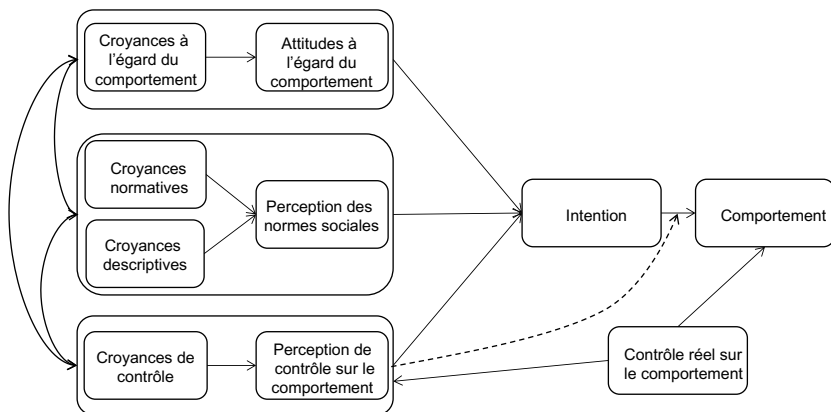 Croyances à
l'égard du
comportement
Attitudes à
l'égard du
comportement
Croyances
normatives
Croyances
descriptives
Perception des
normes sociales
Croyances de
contrôle
Perception de
contrôle sur le
comportement
Intention
Comportement
Contrôle réel sur
le comportement